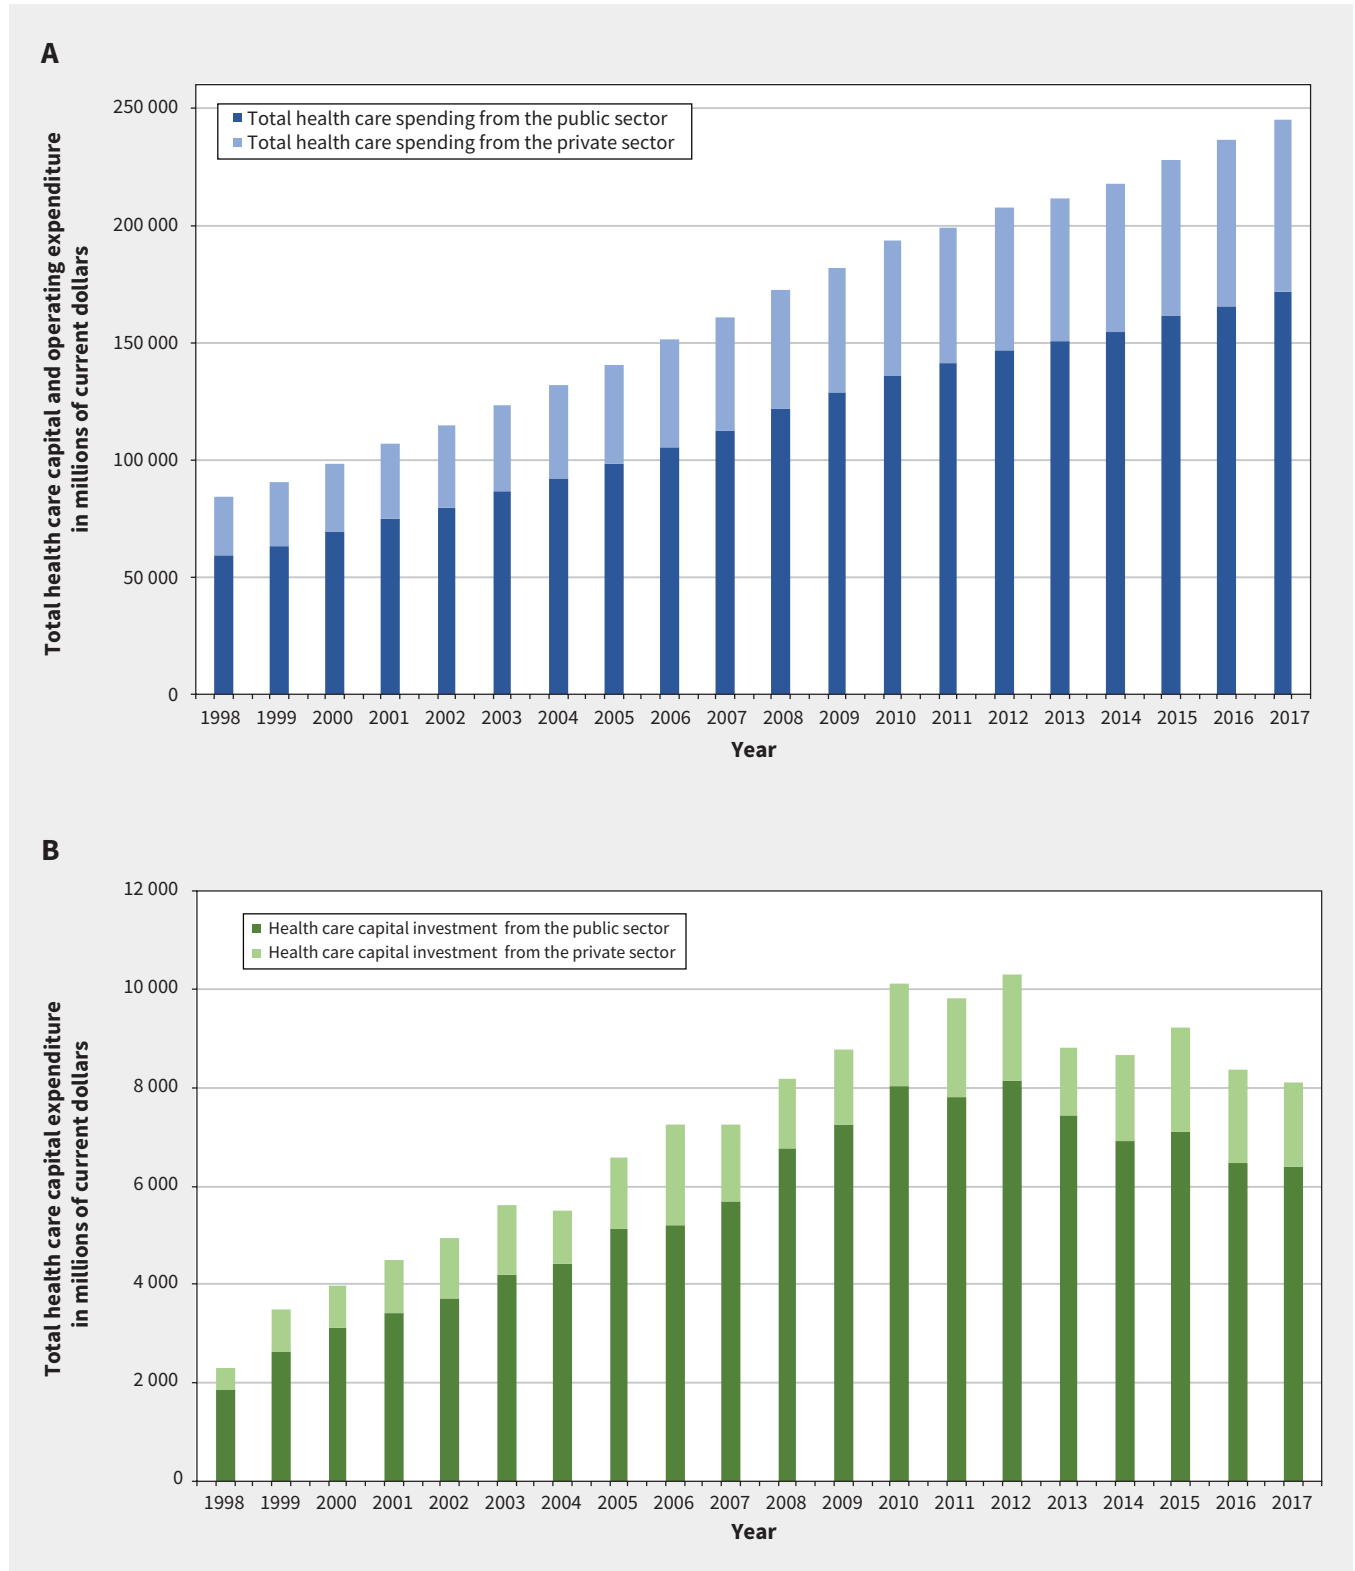 A
Total health care capital and operating expenditure
in millions of current dollars
250 000
200 000
150 000
100 000
50 000
0
Total health care spending from the public sector
Total health care spending from the private sector
1998 1999 2000 2001 2002 2003 2004 2005 2006 2007 2008 2009 2010 2011 2012 2013 2014 2015 2016 2017
Year
B
Total health care capital expenditure
in millions of current dollars
12 000
10 000
8 000
6 000
4 000
2 000
0
Health care capital investment from the public sector
Health care capital investment from the private sector
1998 1999 2000 2001 2002 2003 2004 2005 2006 2007 2008 2009 2010 2011 2012 2013 2014 2015 2016 2017
Year